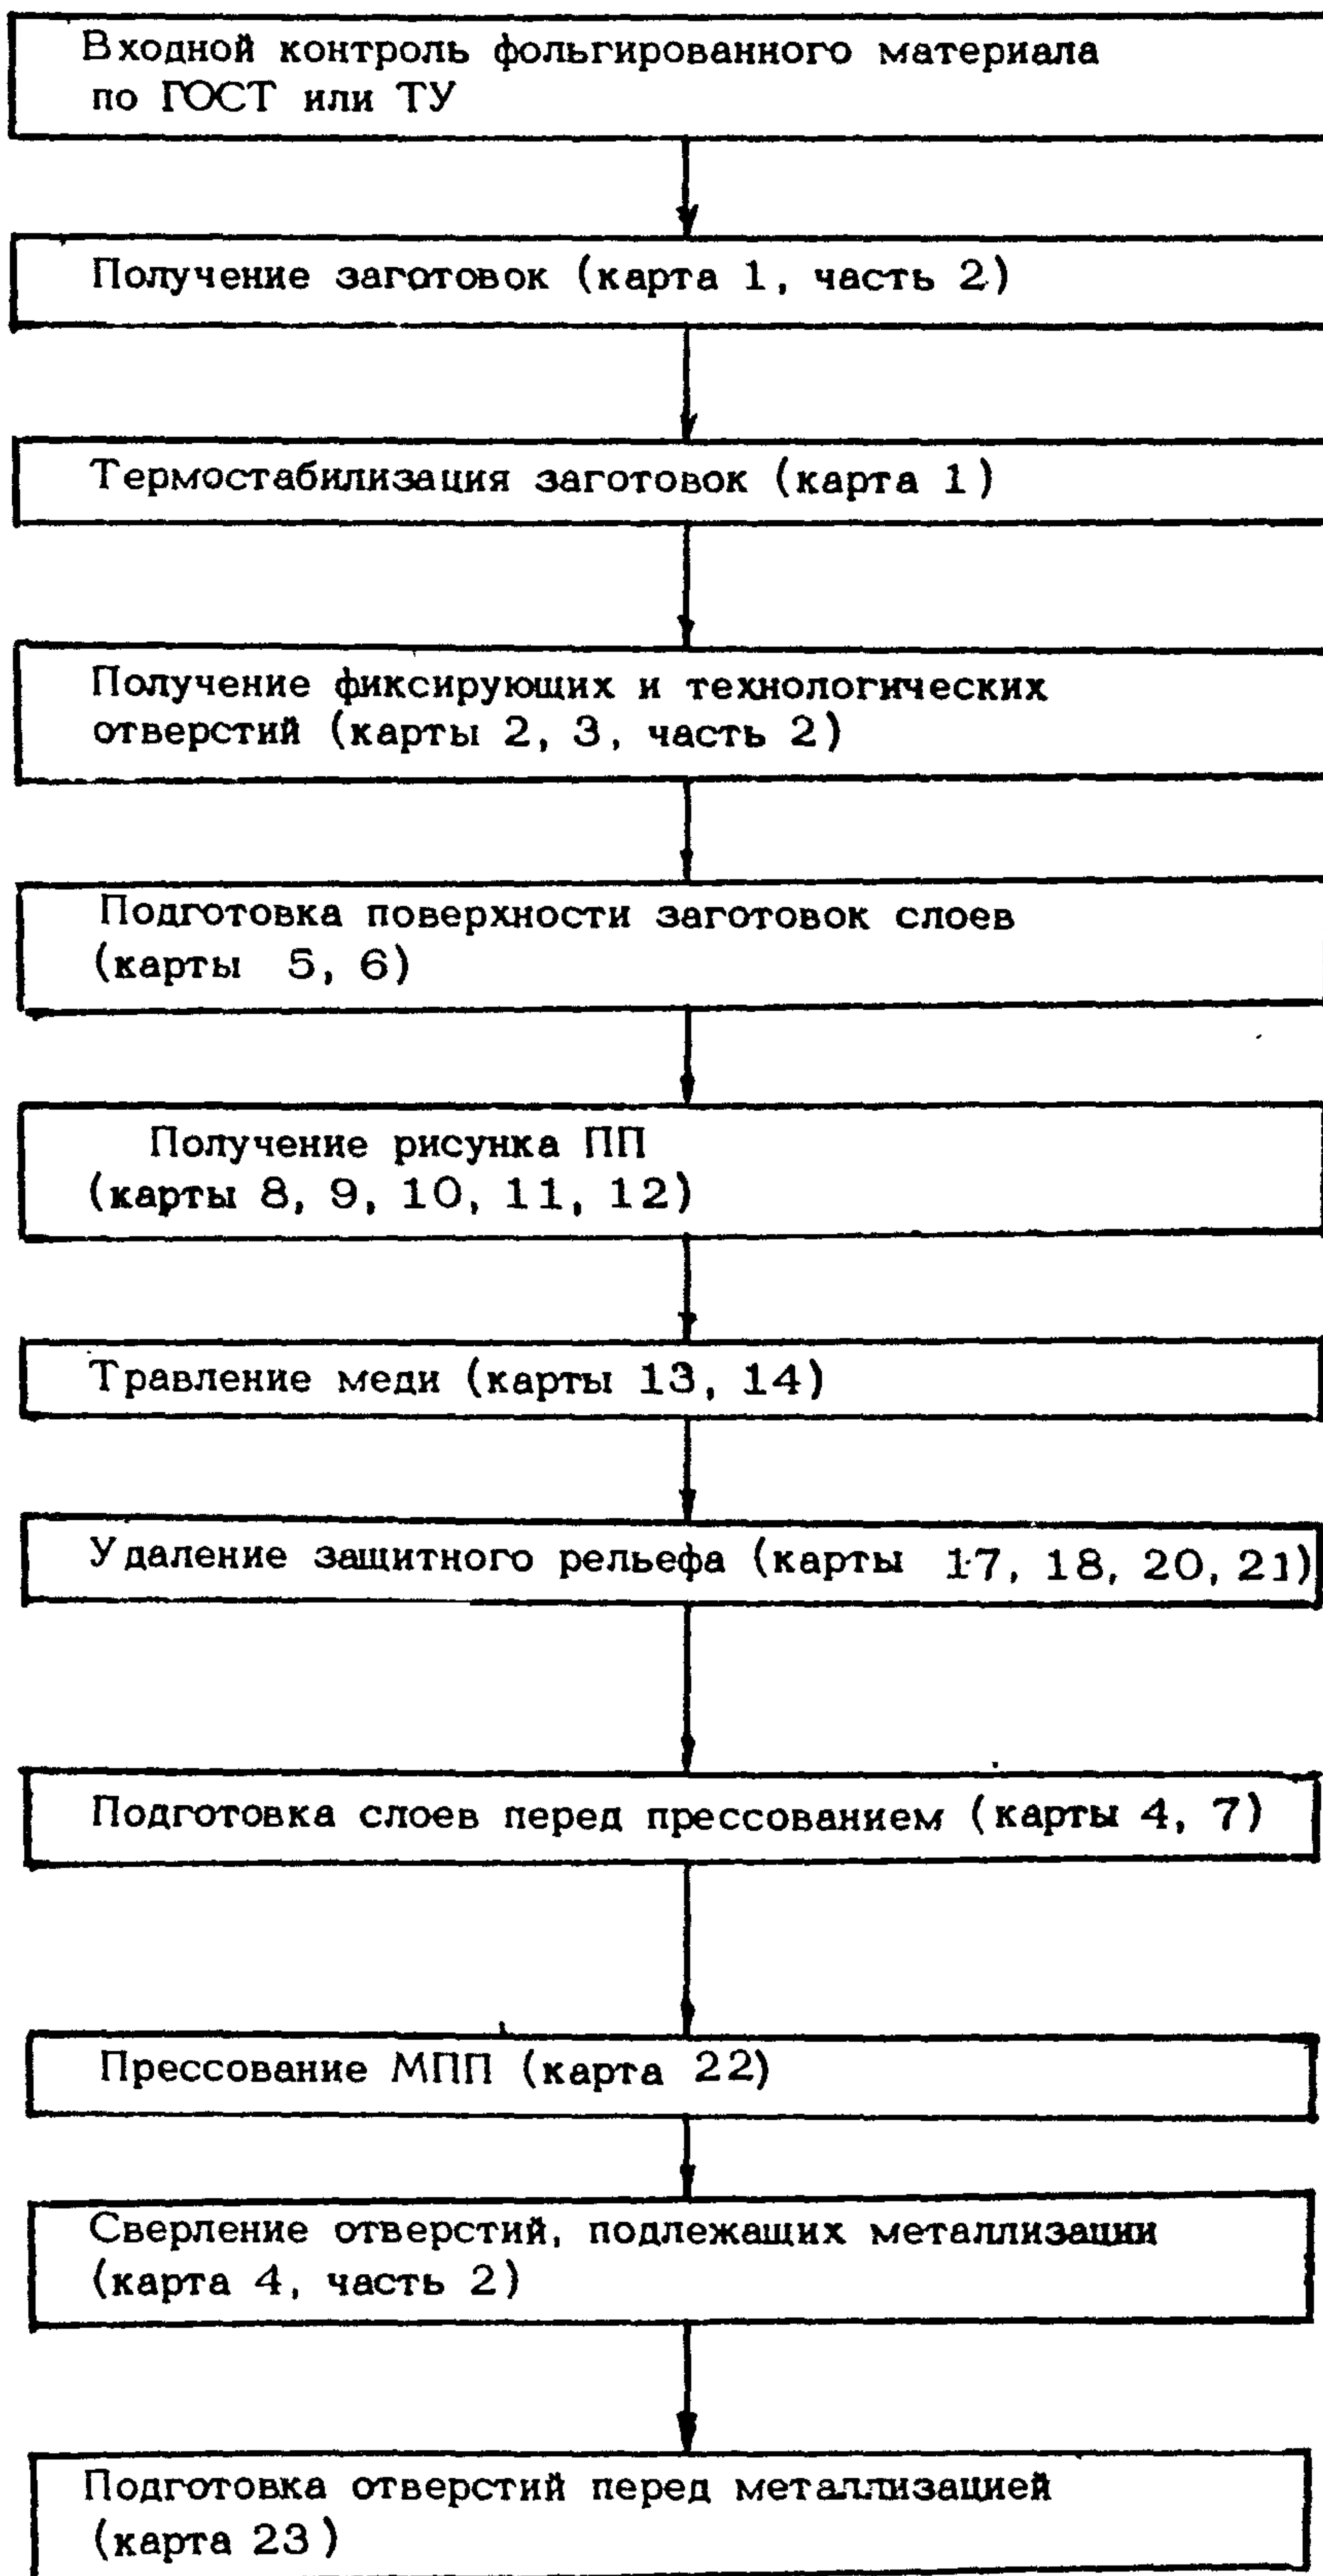 Входной контроль фольгированного материала
по ГОСТ или ТУ
Получение заготовок (карта 1, часть 2)
Термостабилизация заготовок (карта 1)
Получение фиксирующих и технологических
отверстий (карты 2, 3, часть 2)
Подготовка поверхности заготовок слоев
(карты 5, 6)
Получение рисунка ПП
(карты 8, 9, 10, 11, 12)
Травление меди (карты 13, 14)
Удаление защитного рельефа (карты 17, 18, 20, 21)
Подготовка слоев перед прессованием (карты 4, 7)
Прессование МПП (карта 22)
Сверление отверстий, подлежащих металлизации
(карта 4, часть 2)
Подготовка отверстий перед металлизацией
(карта 23)